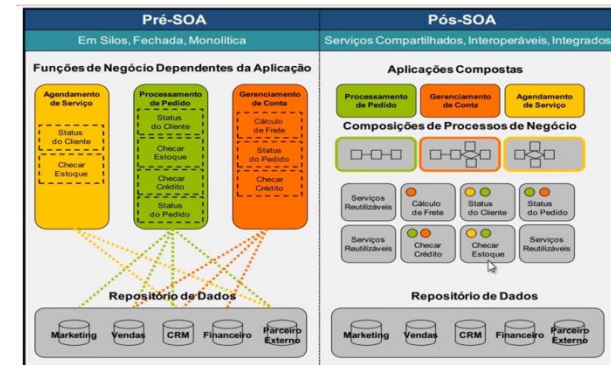 Pré-SOA
Em Silos, Fechada, Monolítica
Funções de Negócio Dependentes da Aplicação
Agendamento
de Serviço
Status
do Cliente
Checar
Estoque
Processamento
de Pedido
Status
do Cliente
Checar
Estoque
Checar
Crédito
Status
do Pedido
Gerenciamento
de Conta
Cálculo
de Frete
Status
do Pedido
Checar
Crédito
Repositório de Dados
Marketing
Vendas
CRM
Financeiro
Parceiro
Externo
Pós-SOA
Serviços Compartilhados, Interoperáveis, Integrados
Aplicações Compostas
Processamento
de Pedido
Gerenciamento
de Conta
Agendamento
de Serviço
Composições de Processos de Negócio
Serviços
Reutilizáveis
Cálculo
de Frete
Status
do Cliente
Status
do Pedido
Serviços
Reutilizáveis
Checar
Crédito
Checar
Estoque
Serviços
Reutilizáveis
Repositório de Dados
Marketing
Vendas
CRM
Financeiro
Parceiro
Externo